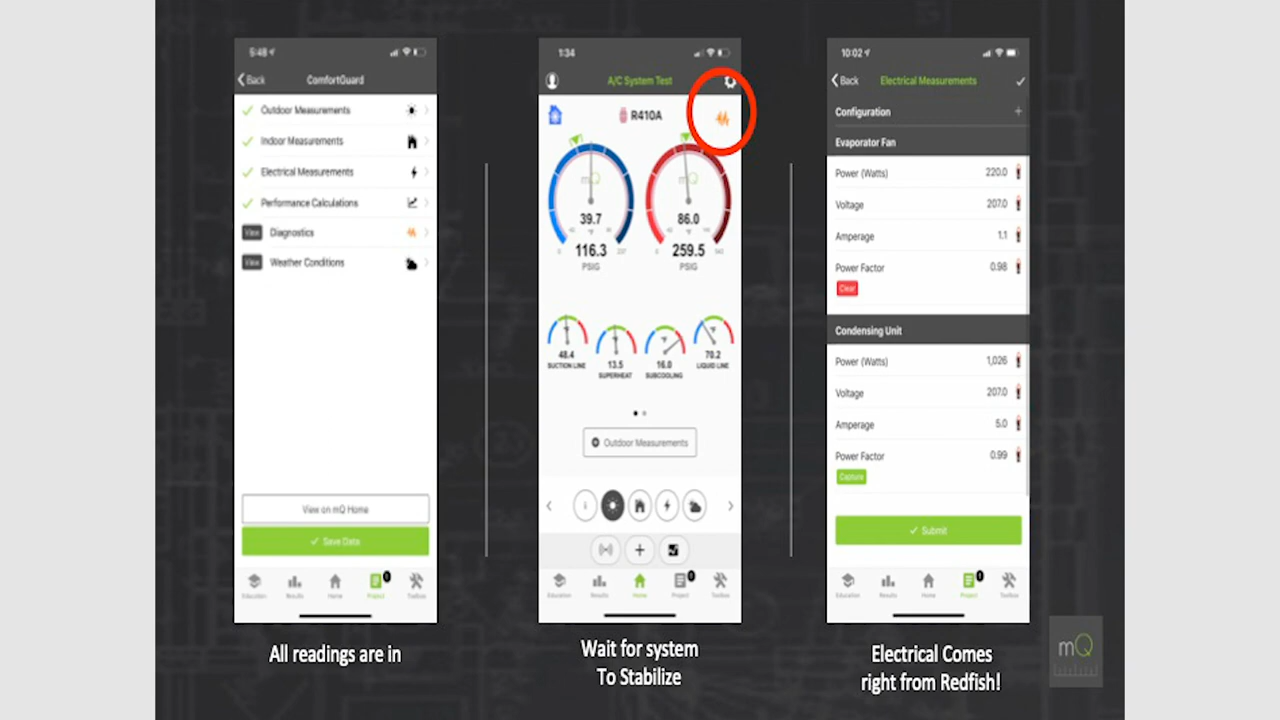 5:48
Back
ComfortGuard
Outdoor Measurements
Indoor Measurements
Electrical Measurements
Performance Calculations
View
Diagnostics
View
Weather Conditions
View on mQ Home
Save Data
Education
Results
Home
Project
Toolbox
All readings are in
1:34
A/C System Test
R410A
mQ
39.7
°F
116.3
PSIG
mQ
86.0
°F
259.5
PSIG
48.4
SUCTION LINE
13.5
SUPERHEAT
16.0
SUBCOOLING
70.2
LIQUID LINE
Outdoor Measurements
Education
Results
Home
Project
Toolbox
Wait for system
To Stabilize
10:02
Back
Electrical Measurements
Configuration
+
Evaporator Fan
Power (Watts)
220.0
Voltage
207.0
Amperage
1.1
Power Factor
0.98
Clear
Condensing Unit
Power (Watts)
1,026
Voltage
207.0
Amperage
5.0
Power Factor
0.99
Capture
Submit
Education
Results
Home
Project
Toolbox
Electrical Comes
right from Redfish!
mQ